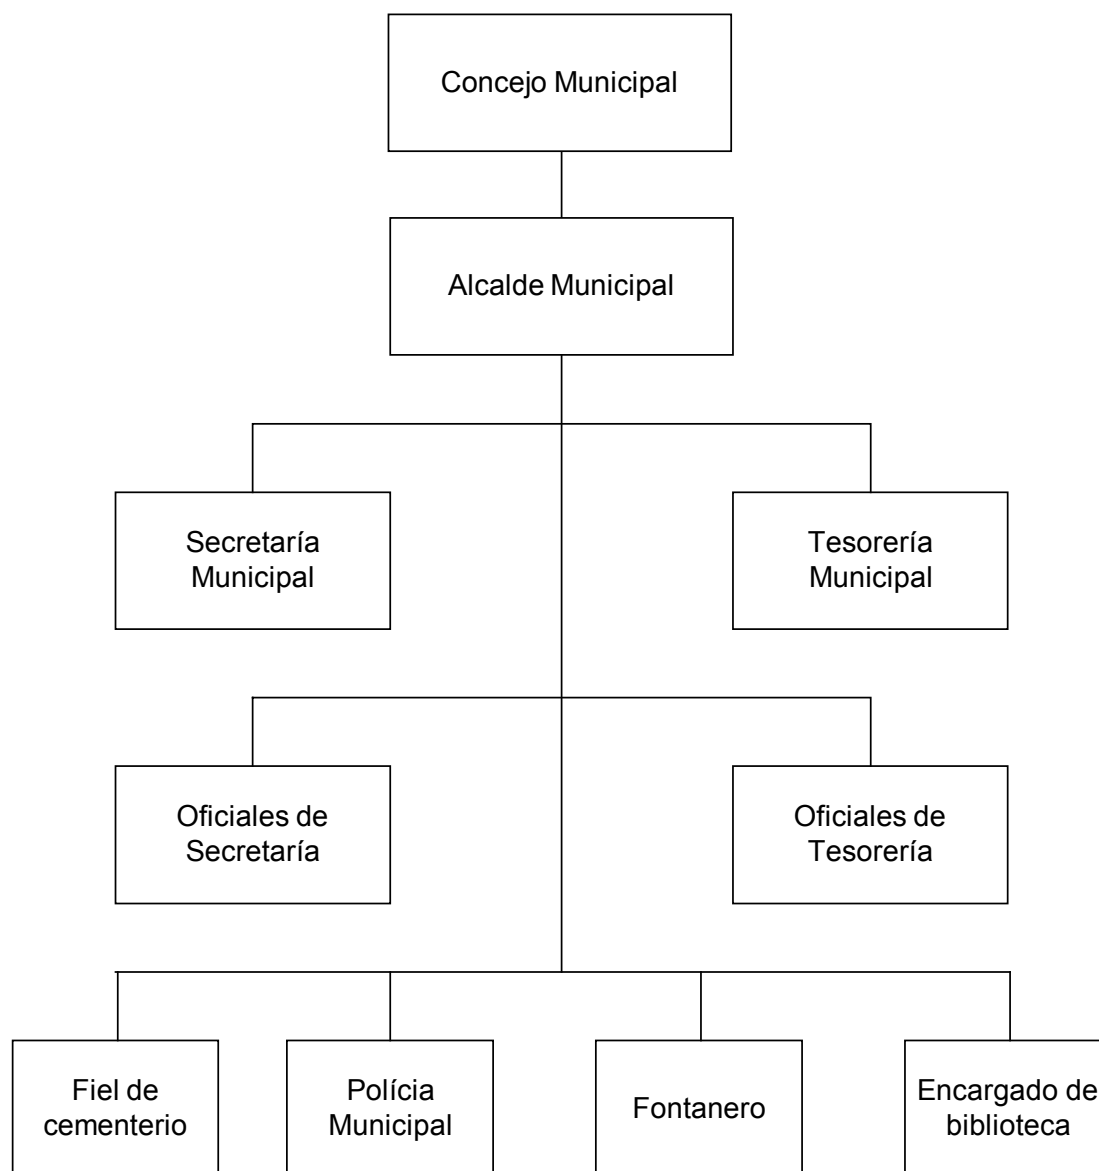 Concejo Municipal
Alcalde Municipal
Secretaría
Municipal
Tesorería
Municipal
Oficiales de
Secretaría
Oficiales de
Tesorería
Fiel de
cementerio
Polícia
Municipal
Fontanero
Encargado de
biblioteca